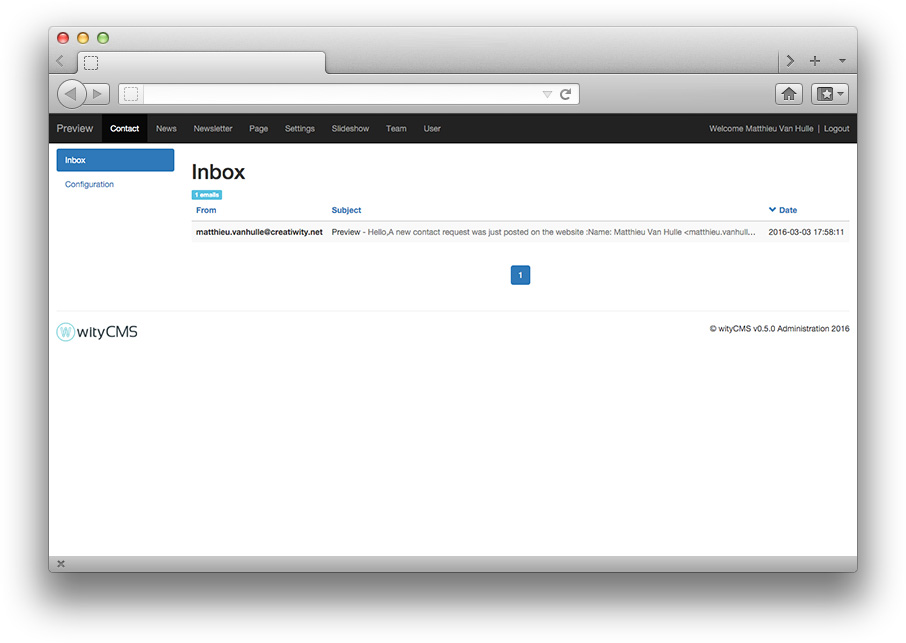 Preview Contact News Newsletter Page Settings Slideshow Team User Welcome Matthieu Van Hulle | Logout
Inbox
Configuration
Inbox
1 emails
From Subject Date
matthieu.vanhulle@creatiwity.net Preview - Hello,A new contact request was just posted on the website :Name: Matthieu Van Hulle <matthieu.vanhull... 2016-03-03 17:58:11
1
W wityCMS © wityCMS v0.5.0 Administration 2016